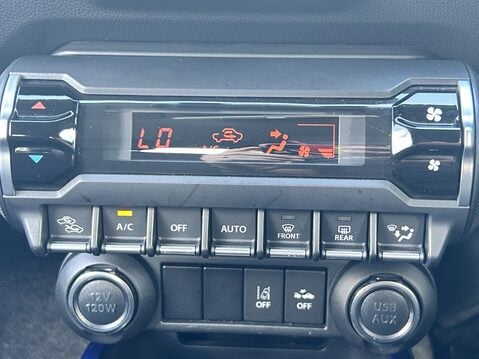 LO
A/C
OFF
AUTO
FRONT
REAR
12V
120W
OFF
OFF
USB
AUX